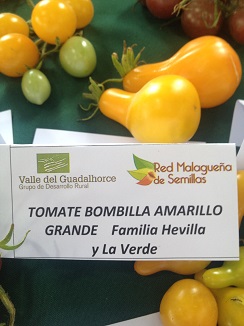 Valle del Guadalhorce
Grupo de Desarrollo Rural
Red Malagueña
de Semillas
TOMATE BOMBILLA AMARILLO
GRANDE Familia Hevilla
y La Verde